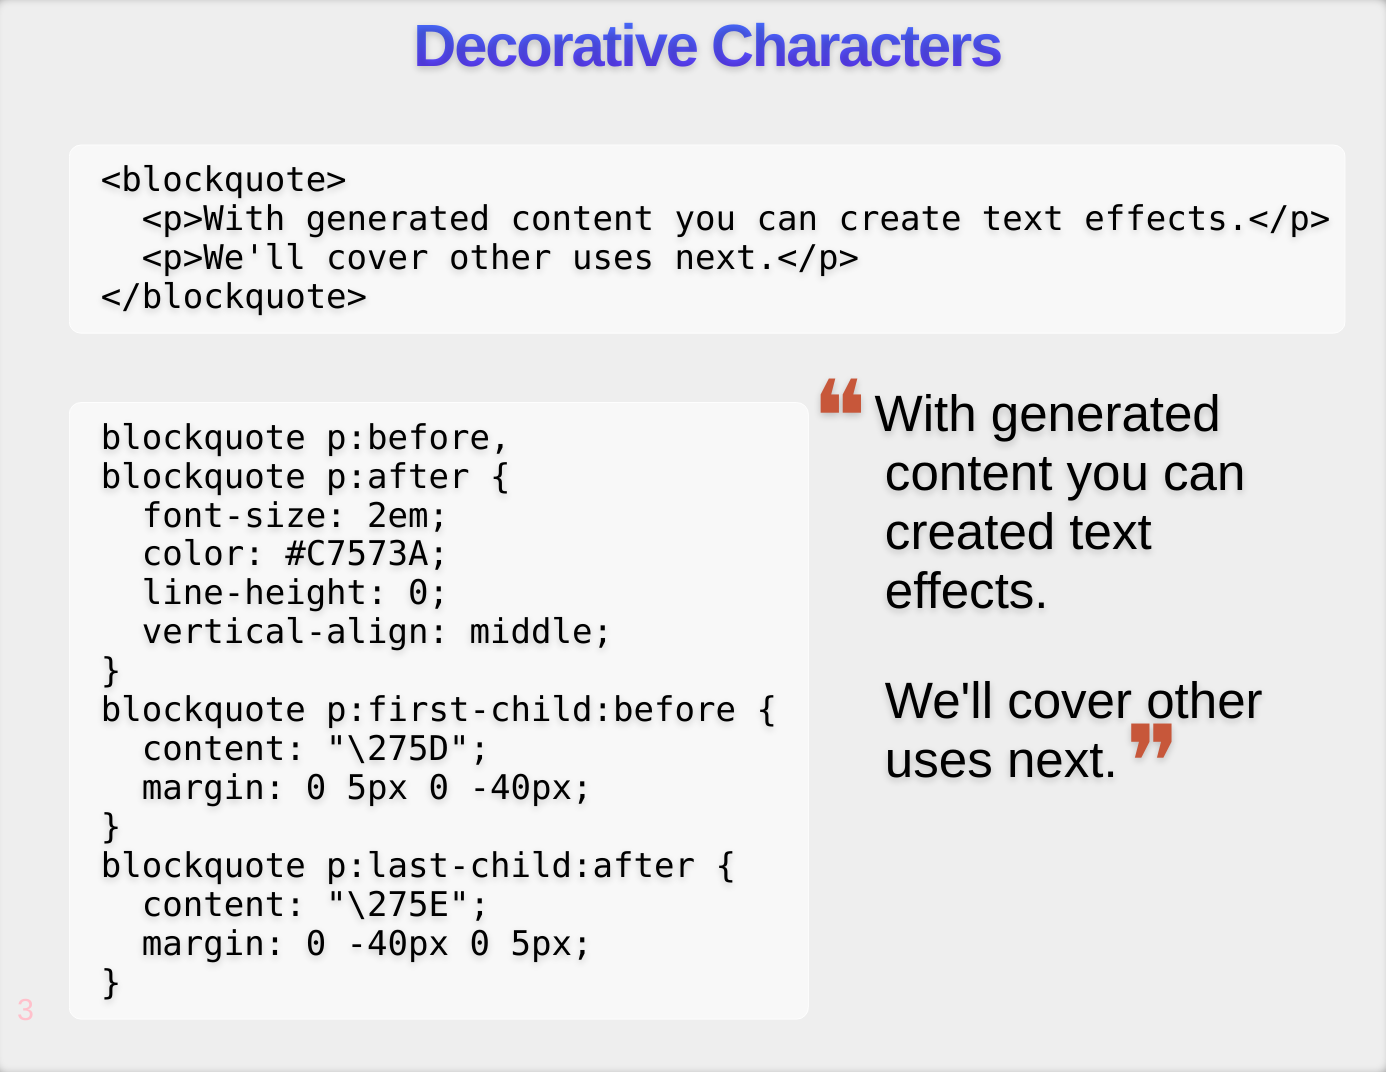 Decorative Characters
<blockquote>
  <p>With generated content you can create text effects.</p>
  <p>We'll cover other uses next.</p>
</blockquote>
blockquote p:before,
blockquote p:after {
  font-size: 2em;
  color: #C7573A;
  line-height: 0;
  vertical-align: middle;
}
blockquote p:first-child:before {
  content: "\275D";
  margin: 0 5px 0 -40px;
}
blockquote p:last-child:after {
  content: "\275E";
  margin: 0 -40px 0 5px;
}
❝ With generated
content you can
created text
effects.
We'll cover other
uses next. ❞
3